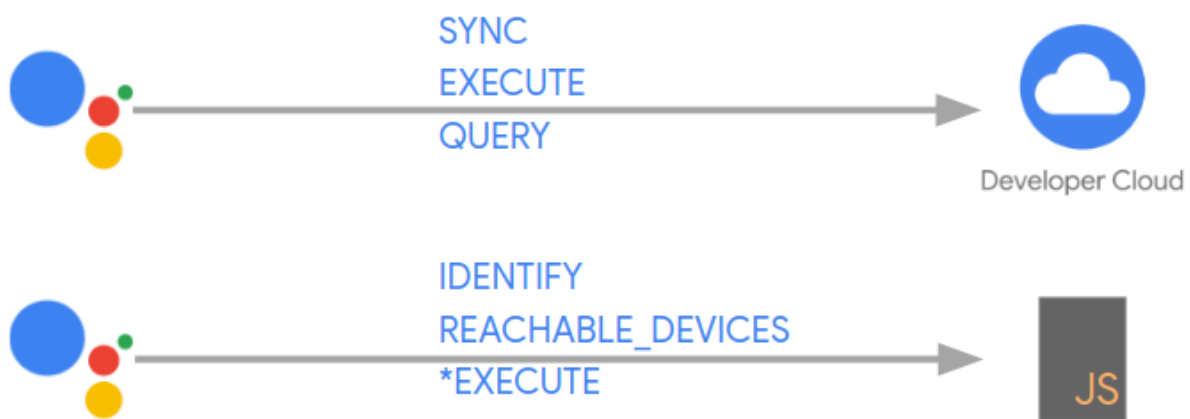 SYNC
EXECUTE
QUERY
Developer Cloud
IDENTIFY
REACHABLE_DEVICES
*EXECUTE
JS